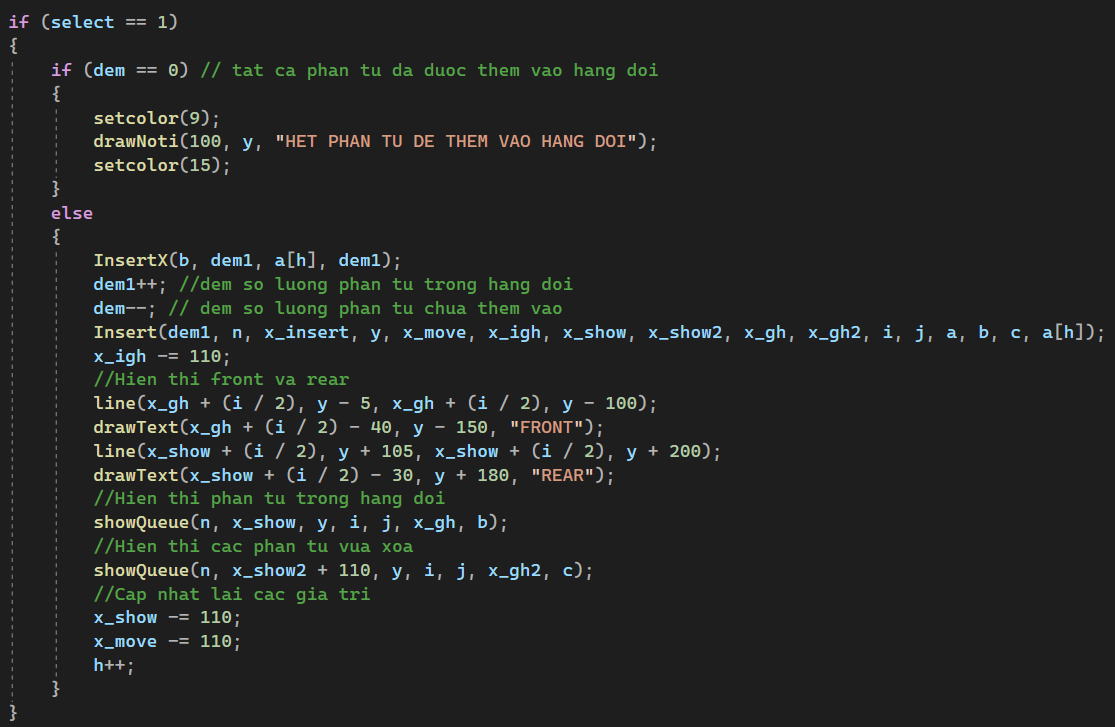 if (select == 1)
{
    if (dem == 0) // tat ca phan tu da duoc them vao hang doi
    {
        setcolor(9);
        drawNoti(100, y, "HET PHAN TU DE THEM VAO HANG DOI");
        setcolor(15);
    }
    else
    {
        InsertX(b, dem1, a[h], dem1);
        dem1++; //dem so luong phan tu trong hang doi
        dem--; // dem so luong phan tu chua them vao
        Insert(dem1, n, x_insert, y, x_move, x_igh, x_show, x_show2, x_gh, x_gh2, i, j, a, b, c, a[h]);
        x_igh -= 110;
        //Hien thi front va rear
        line(x_gh + (i / 2), y - 5, x_gh + (i / 2), y - 100);
        drawText(x_gh + (i / 2) - 40, y - 150, "FRONT");
        line(x_show + (i / 2), y + 105, x_show + (i / 2), y + 200);
        drawText(x_show + (i / 2) - 30, y + 180, "REAR");
        //Hien thi phan tu trong hang doi
        showQueue(n, x_show, y, i, j, x_gh, b);
        //Hien thi cac phan tu vua xoa
        showQueue(n, x_show2 + 110, y, i, j, x_gh2, c);
        //Cap nhat lai cac gia tri
        x_show -= 110;
        x_move -= 110;
        h++;
    }
}